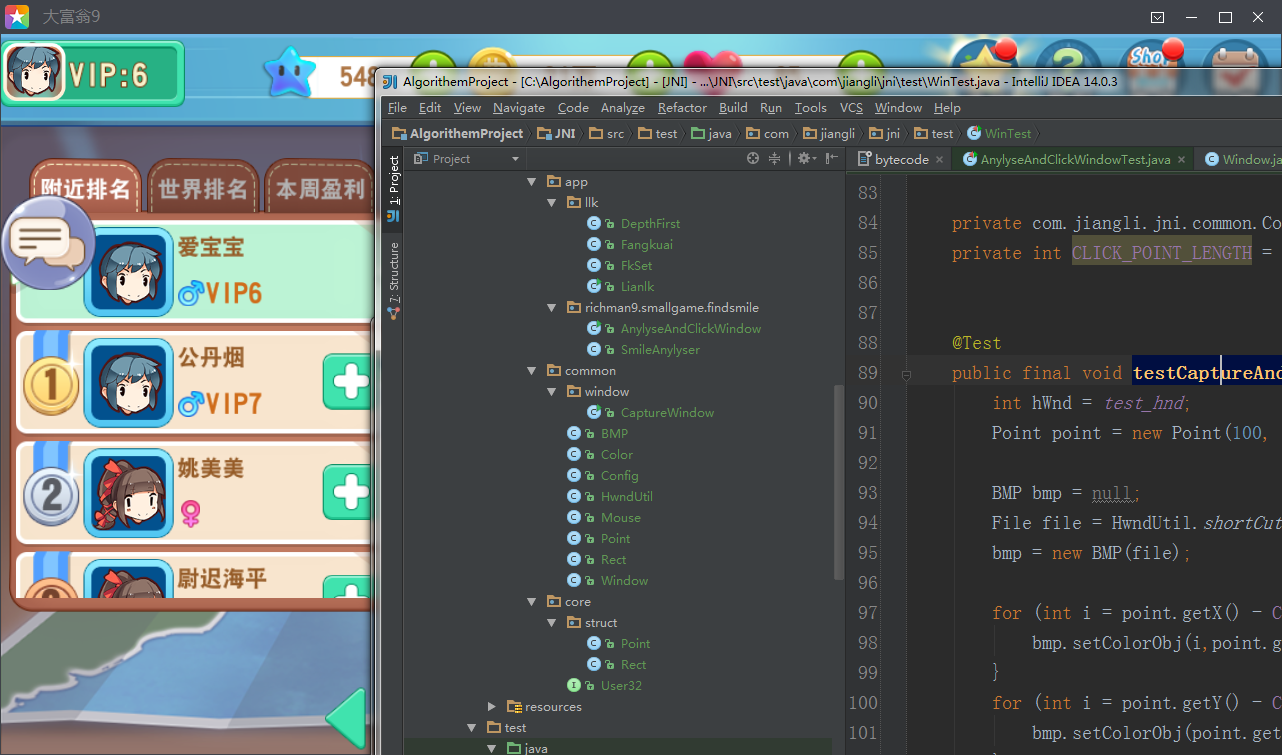 大富翁9
VIP:6
548
Shop
附近排名
世界排名
本周盈利
爱宝宝
VIP6
1
公丹烟
VIP7
2
姚美美
尉迟海平
AlgorithemProject - [C:\AlgorithemProject] - [JNI] - ...\JNI\src\test\java\com\jiangli\jni\test\WinTest.java - IntelliJ IDEA 14.0.3
File Edit View Navigate Code Analyze Refactor Build Run Tools VCS Window Help
AlgorithemProject JNI src test java com jiangli jni test WinTest
1: Project
7: Structure
Project
app
llk
DepthFirst
Fangkuai
FkSet
Lianlk
richman9.smallgame.findsmile
AnylyseAndClickWindow
SmileAnylyser
common
window
CaptureWindow
BMP
Color
Config
HwndUtil
Mouse
Point
Rect
Window
core
struct
Point
Rect
User32
resources
test
java
bytecode AnylyseAndClickWindowTest.java Window.ja
83
84 private com.jiangli.jni.common.Co
85 private int CLICK_POINT_LENGTH =
86
87
88 @Test
89 public final void testCaptureAnd
90 int hWnd = test_hnd;
91 Point point = new Point(100,
92
93 BMP bmp = null;
94 File file = HwndUtil.shortCut
95 bmp = new BMP(file);
96
97 for (int i = point.getX() - C
98 bmp.setColorObj(i,point.g
99 }
100 for (int i = point.getY() - C
101 bmp.setColorObj(point.get